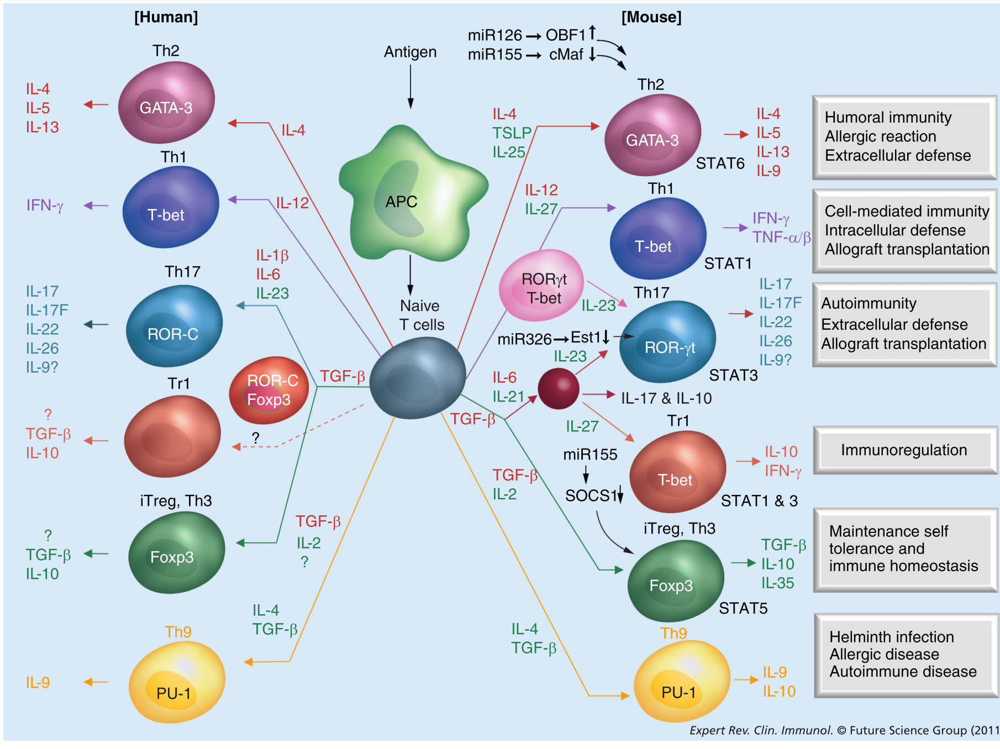 [Human]
Th2
IL-4
IL-5
IL-13
GATA-3
IL-4
Th1
IFN-γ
T-bet
IL-12
Th17
IL-1β
IL-6
IL-23
IL-17
IL-17F
IL-22
IL-26
IL-9?
ROR-C
TGF-β
ROR-C
Foxp3
Tr1
?
TGF-β
IL-10
?
iTreg, Th3
?
TGF-β
IL-10
Foxp3
TGF-β
IL-2
?
IL-4
TGF-β
Th9
IL-9
PU-1
Antigen
APC
Naive
T cells
[Mouse]
miR126 → OBF1 ↑
miR155 → cMaf ↓
Th2
IL-4
TSLP
IL-25
GATA-3
STAT6
IL-4
IL-5
IL-13
IL-9
Humoral immunity
Allergic reaction
Extracellular defense
Th1
IL-12
IL-27
T-bet
STAT1
IFN-γ
TNF-α/β
Cell-mediated immunity
Intracellular defense
Allograft transplantation
RORγt
T-bet
IL-23
Th17
miR326 → Est1 ↓
IL-23
ROR-γt
STAT3
IL-17
IL-17F
IL-22
IL-26
IL-9?
Autoimmunity
Extracellular defense
Allograft transplantation
IL-6
IL-21
TGF-β
IL-17 & IL-10
IL-27
Tr1
T-bet
STAT1 & 3
IL-10
IFN-γ
Immunoregulation
miR155
SOCS1 ↓
TGF-β
IL-2
iTreg, Th3
Foxp3
STAT5
TGF-β
IL-10
IL-35
Maintenance self
tolerance and
immune homeostasis
IL-4
TGF-β
Th9
PU-1
IL-9
IL-10
Helminth infection
Allergic disease
Autoimmune disease
Expert Rev. Clin. Immunol. © Future Science Group (2011